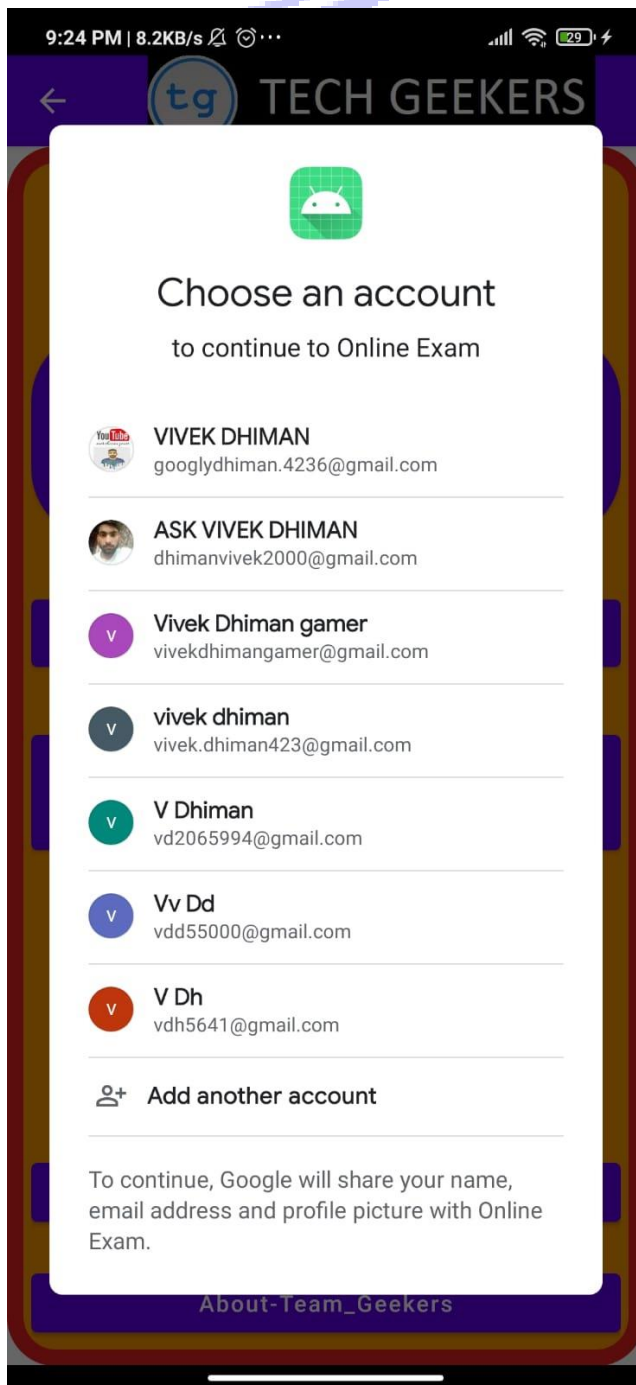 9:24 PM | 8.2KB/s
29
tg TECH GEEKERS
Choose an account
to continue to Online Exam
You Tube
VIVEK DHIMAN
googlydhiman.4236@gmail.com
ASK VIVEK DHIMAN
dhimanvivek2000@gmail.com
V
Vivek Dhiman gamer
vivekdhimangamer@gmail.com
V
vivek dhiman
vivek.dhiman423@gmail.com
V
V Dhiman
vd2065994@gmail.com
V
Vv Dd
vdd55000@gmail.com
V
V Dh
vdh5641@gmail.com
Add another account
To continue, Google will share your name,
email address and profile picture with Online
Exam.
About-Team_Geekers